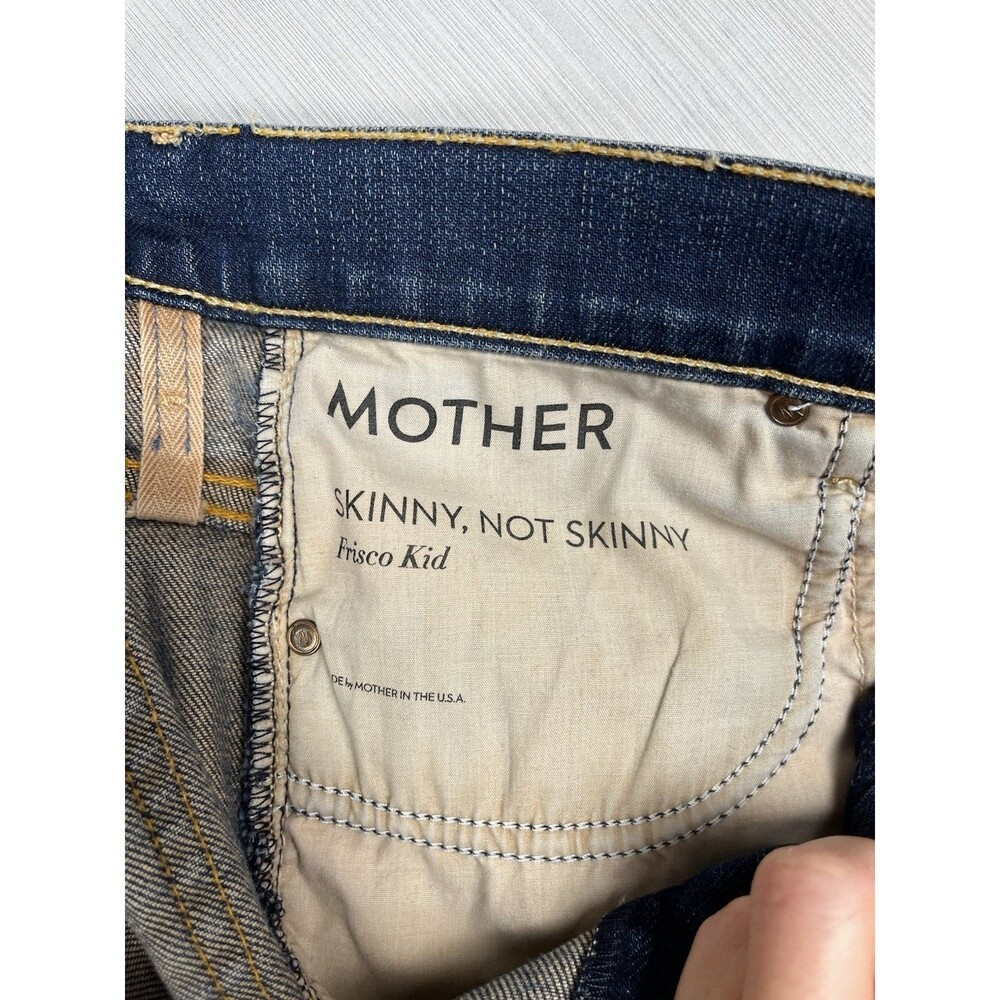 MOTHER
SKINNY, NOT SKINNY
Frisco Kid
DE by MOTHER IN THE U.S.A.